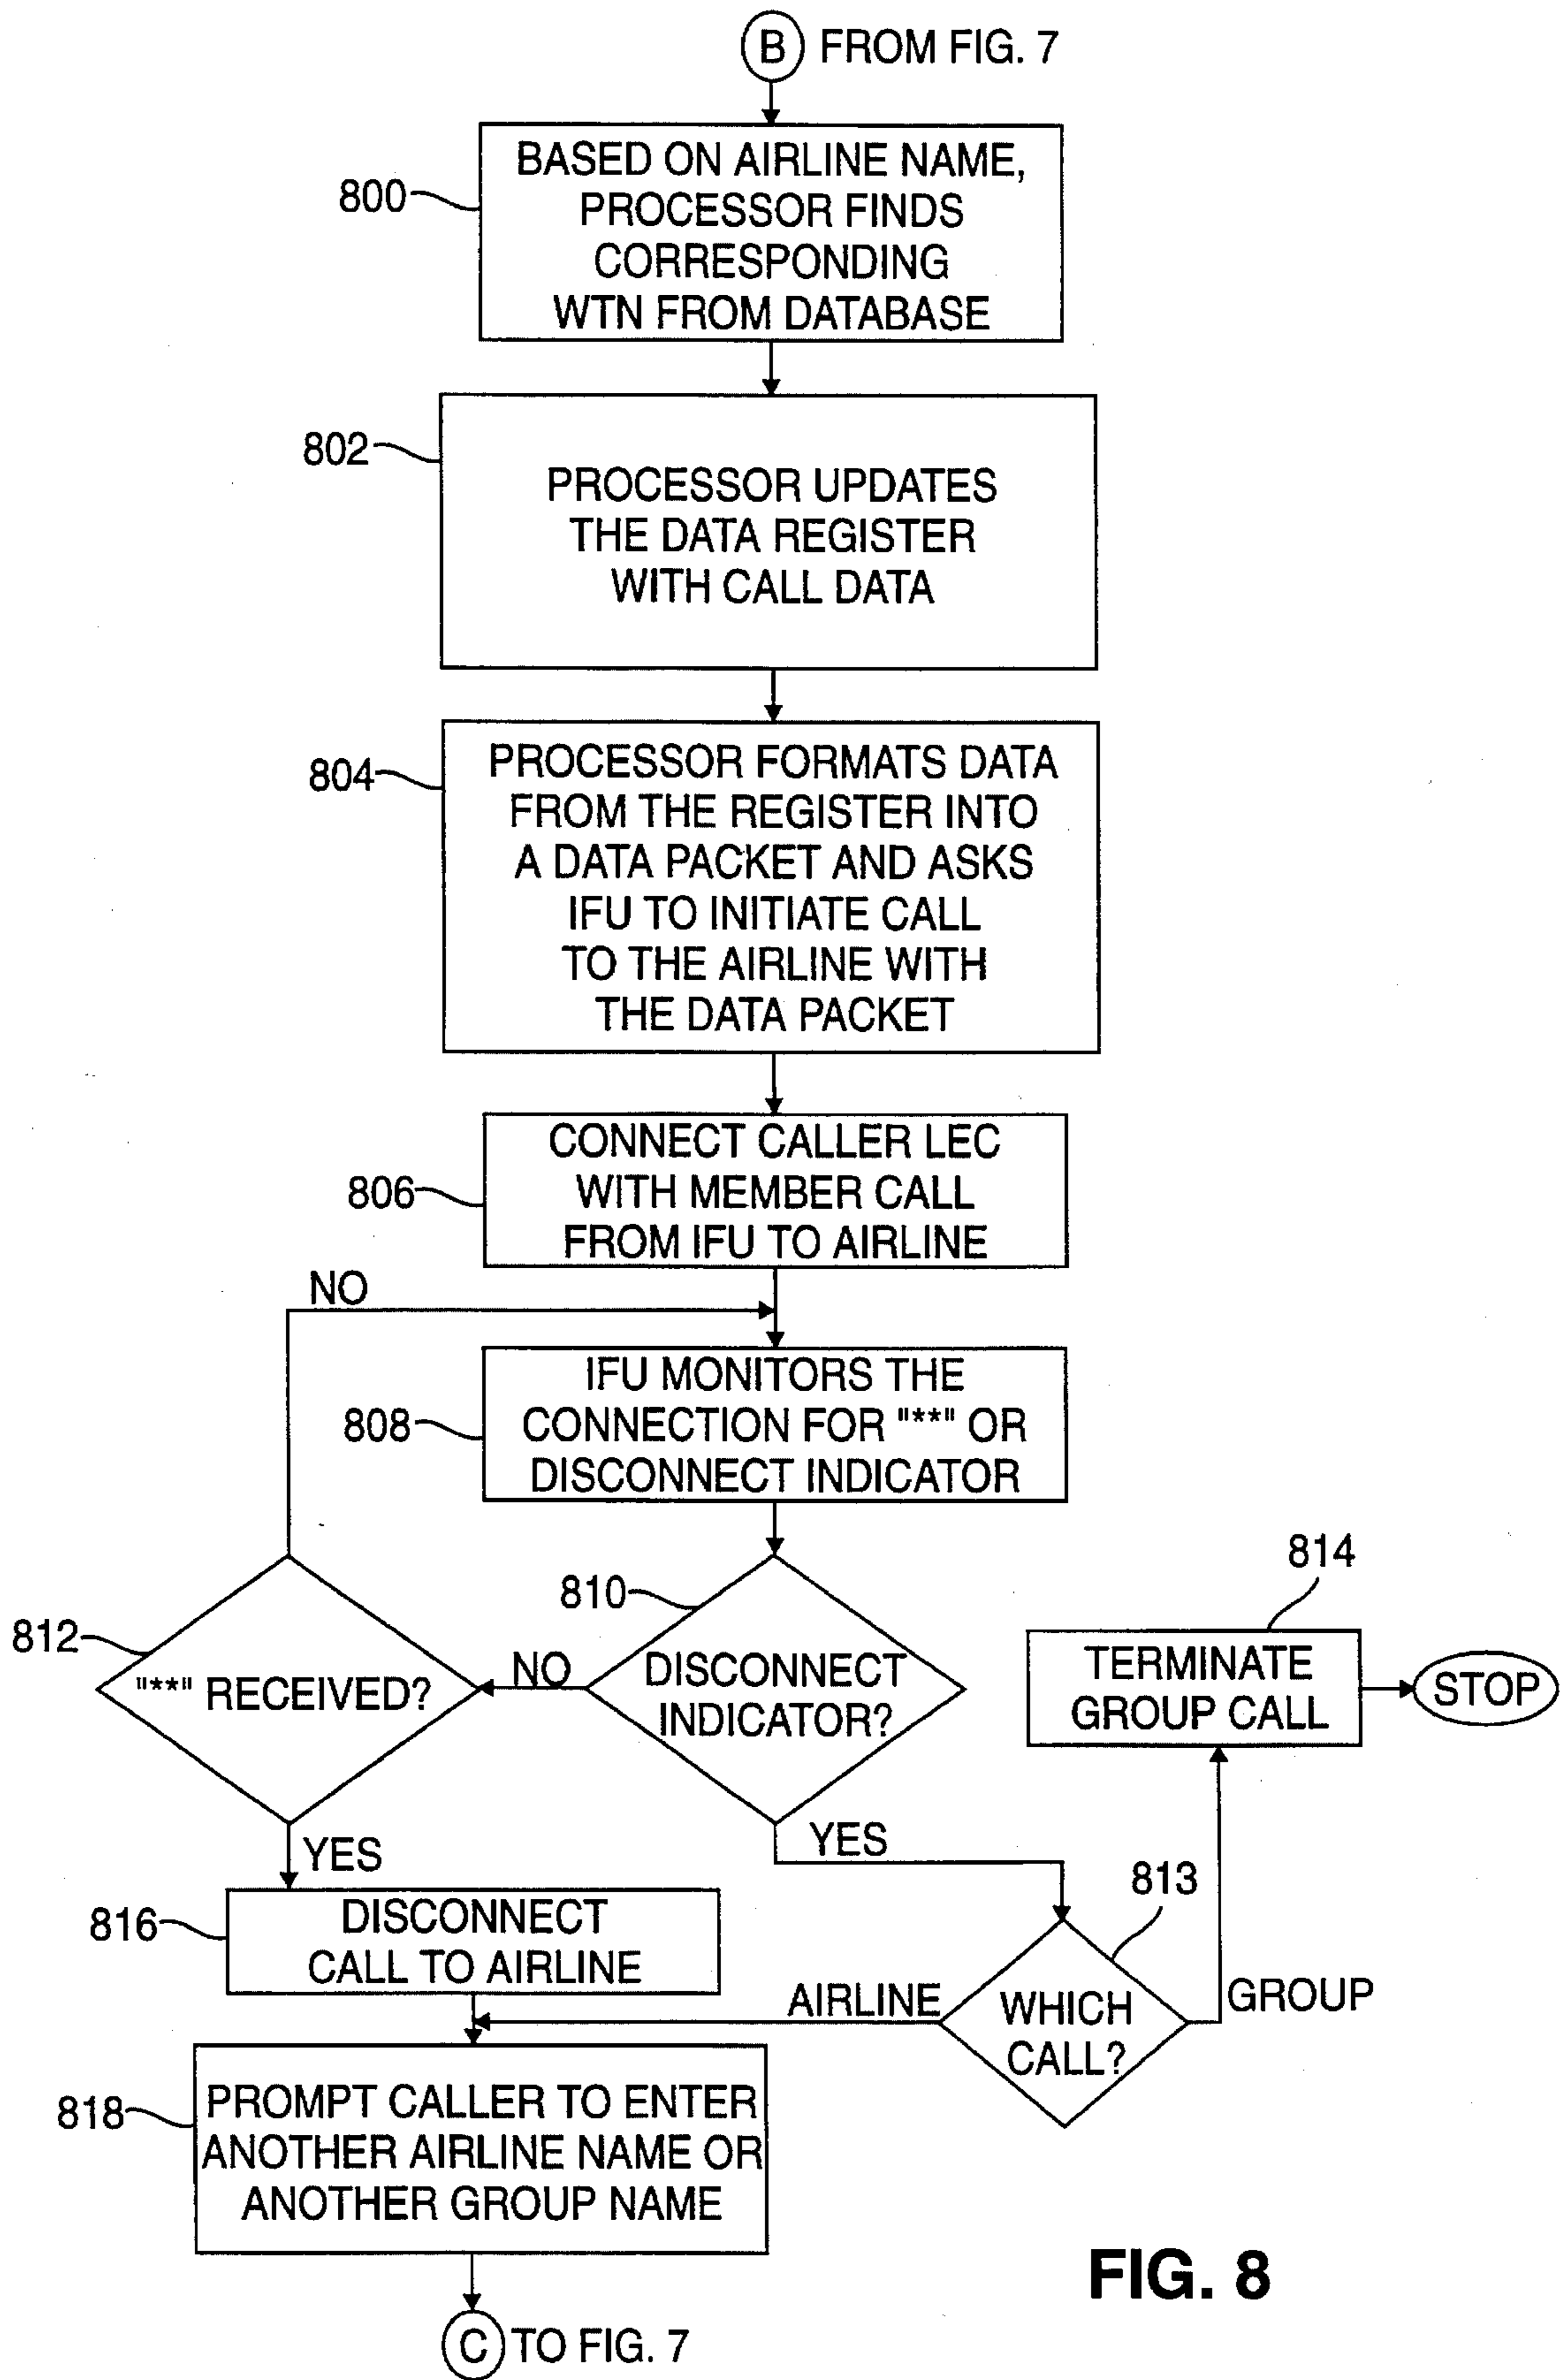 B FROM FIG. 7
800
BASED ON AIRLINE NAME,
PROCESSOR FINDS
CORRESPONDING
WTN FROM DATABASE
802
PROCESSOR UPDATES
THE DATA REGISTER
WITH CALL DATA
804
PROCESSOR FORMATS DATA
FROM THE REGISTER INTO
A DATA PACKET AND ASKS
IFU TO INITIATE CALL
TO THE AIRLINE WITH
THE DATA PACKET
806
CONNECT CALLER LEC
WITH MEMBER CALL
FROM IFU TO AIRLINE
NO
808
IFU MONITORS THE
CONNECTION FOR "**" OR
DISCONNECT INDICATOR
810
DISCONNECT
INDICATOR?
NO
812
"**" RECEIVED?
814
TERMINATE
GROUP CALL
STOP
YES
YES
813
WHICH
CALL?
GROUP
AIRLINE
816
DISCONNECT
CALL TO AIRLINE
818
PROMPT CALLER TO ENTER
ANOTHER AIRLINE NAME OR
ANOTHER GROUP NAME
C TO FIG. 7
FIG. 8